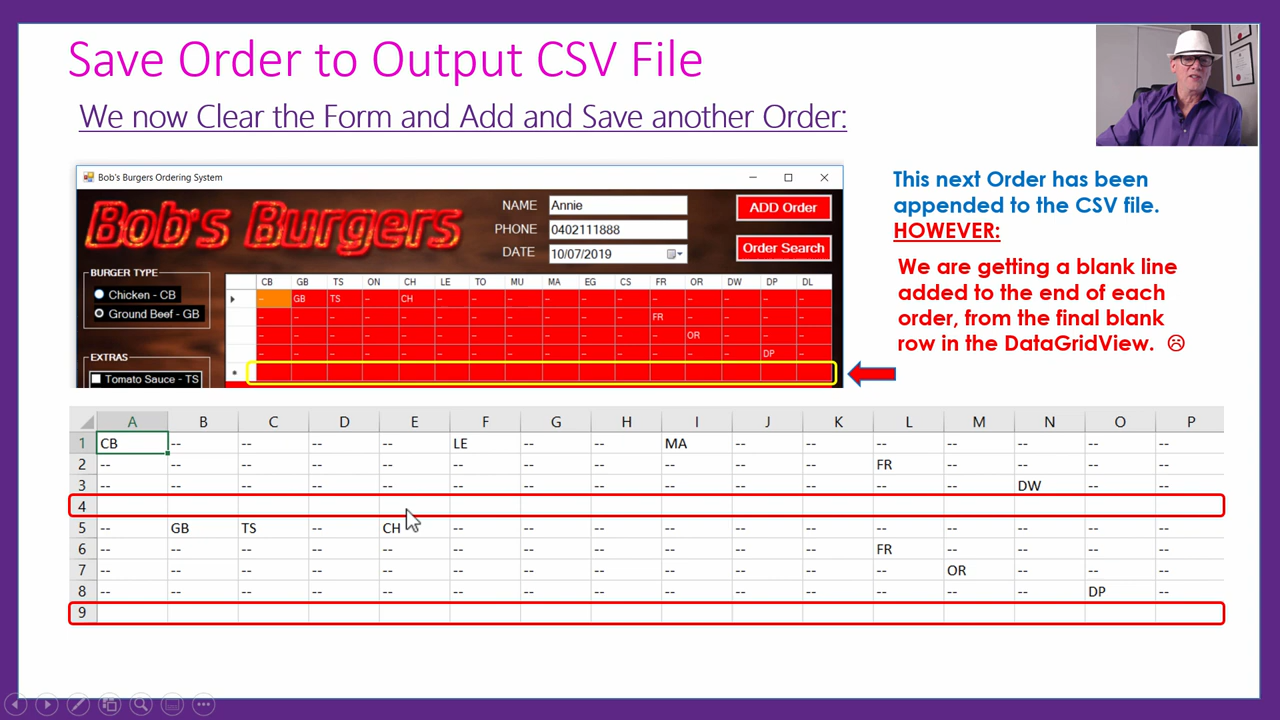 Save Order to Output CSV File
We now Clear the Form and Add and Save another Order:
Bob's Burgers Ordering System
Bob's Burgers
NAME Annie
PHONE 0402111888
DATE 10/07/2019
ADD Order
Order Search
BURGER TYPE
Chicken - CB
Ground Beef - GB
EXTRAS
Tomato Sauce - TS
CB GB TS ON CH LE TO MU MA EG CS FR OR DW DP DL
-- GB TS -- CH -- -- -- -- -- -- -- -- -- -- --
-- -- -- -- -- -- -- -- -- -- -- FR -- -- -- --
-- -- -- -- -- -- -- -- -- -- -- -- OR -- -- --
-- -- -- -- -- -- -- -- -- -- -- -- -- -- DP --
*
This next Order has been
appended to the CSV file.
HOWEVER:
We are getting a blank line
added to the end of each
order, from the final blank
row in the DataGridView. ☹
A B C D E F G H I J K L M N O P
1 CB -- -- -- -- LE -- -- MA -- -- -- -- -- -- --
2 -- -- -- -- -- -- -- -- -- -- -- FR -- -- -- --
3 -- -- -- -- -- -- -- -- -- -- -- -- -- DW -- --
4
5 -- GB TS -- CH -- -- -- -- -- -- -- -- -- -- --
6 -- -- -- -- -- -- -- -- -- -- -- FR -- -- -- --
7 -- -- -- -- -- -- -- -- -- -- -- -- OR -- -- --
8 -- -- -- -- -- -- -- -- -- -- -- -- -- -- DP --
9